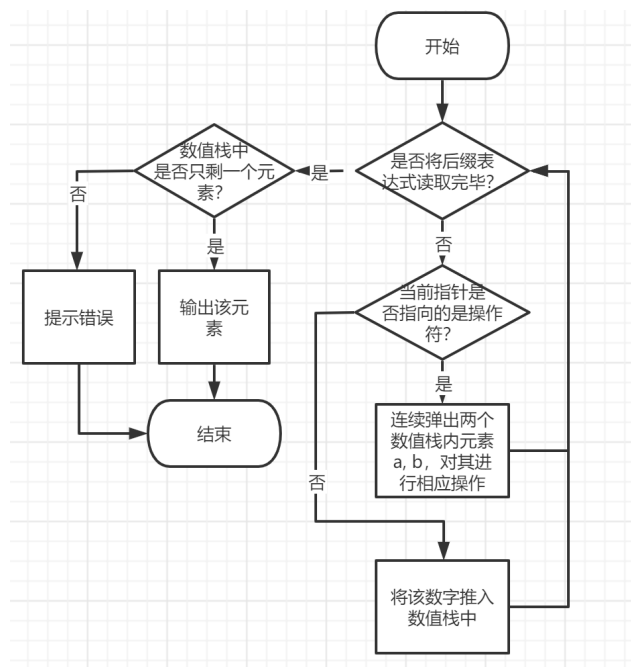 开始
是否将后缀表
达式读取完毕？
是
数值栈中
是否只剩一个元
素？
否
是
否
提示错误
输出该元
素
当前指针是
否指向的是操作
符？
是
结束
连续弹出两个
数值栈内元素
a, b，对其进
行相应操作
否
将该数字推入
数值栈中